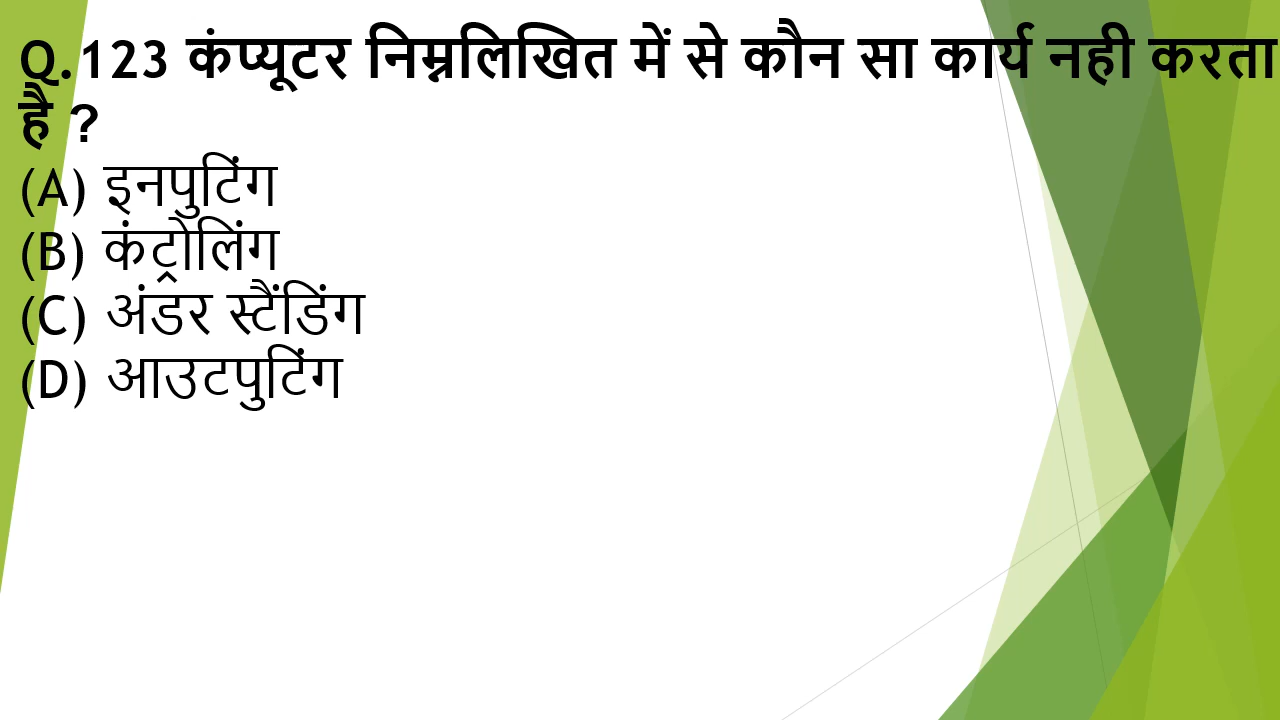 Q.123 कंप्यूटर निम्नलिखित में से कौन सा कार्य नही करता
है ?
(A) इनपुटिंग
(B) कंट्रोलिंग
(C) अंडर स्टैंडिंग
(D) आउटपुटिंग